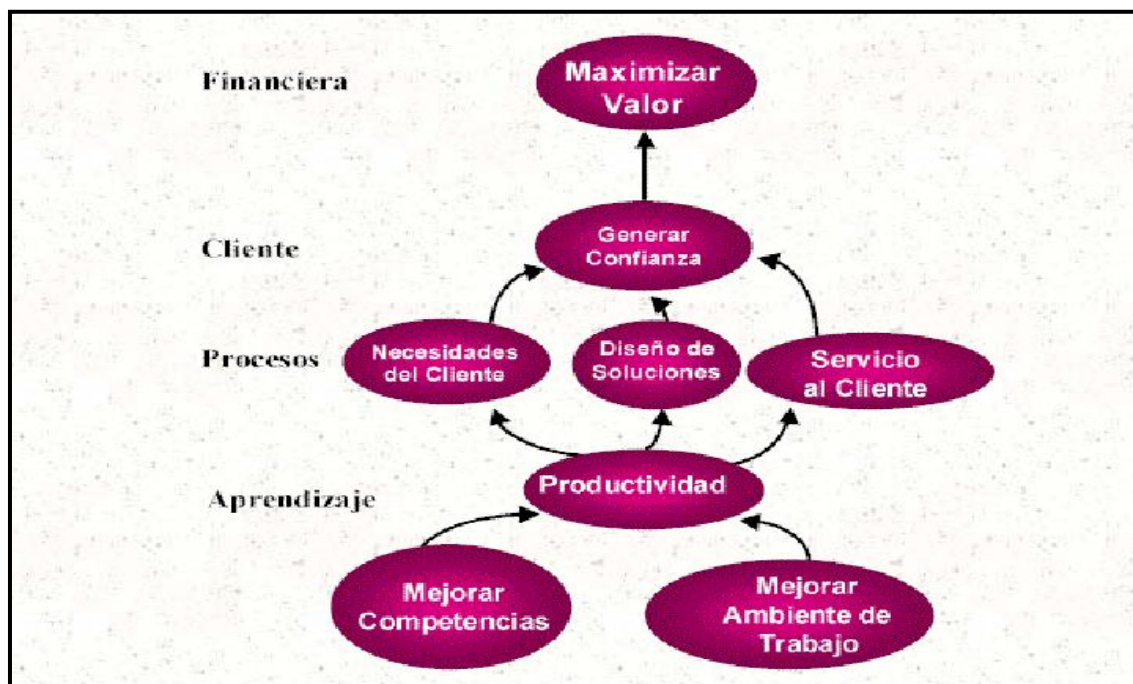 Financiera
Maximizar
Valor
Cliente
Generar
Confianza
Procesos
Necesidades
del Cliente
Diseño de
Soluciones
Servicio
al Cliente
Aprendizaje
Productividad
Mejorar
Competencias
Mejorar
Ambiente de
Trabajo